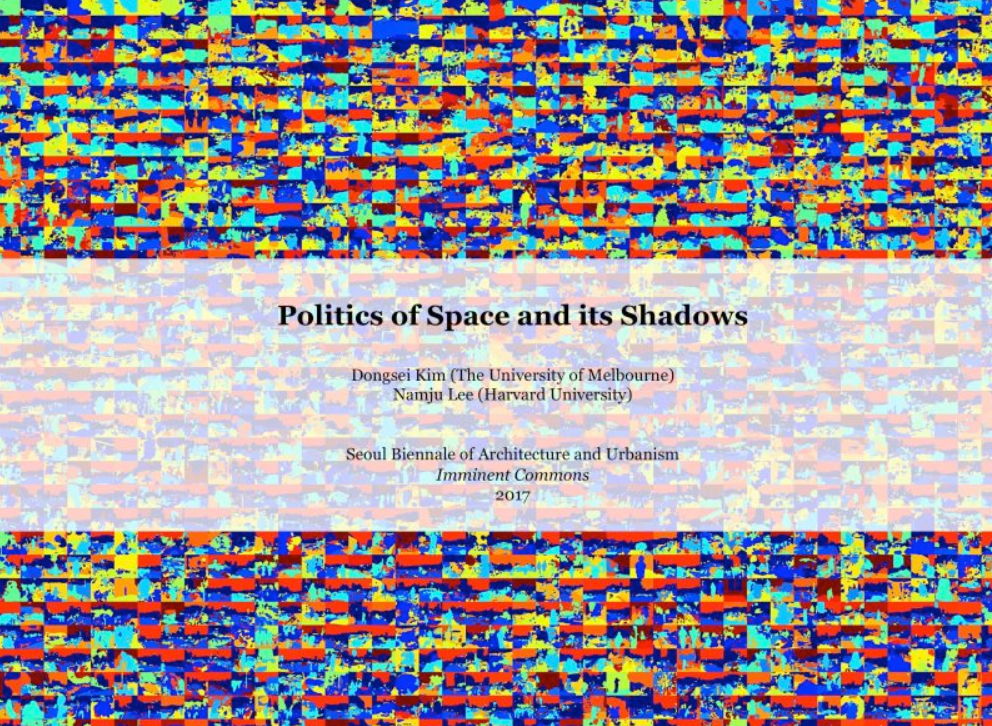 Politics of Space and its Shadows
Dongsei Kim (The University of Melbourne)
Namju Lee (Harvard University)
Seoul Biennale of Architecture and Urbanism
Imminent Commons
2017